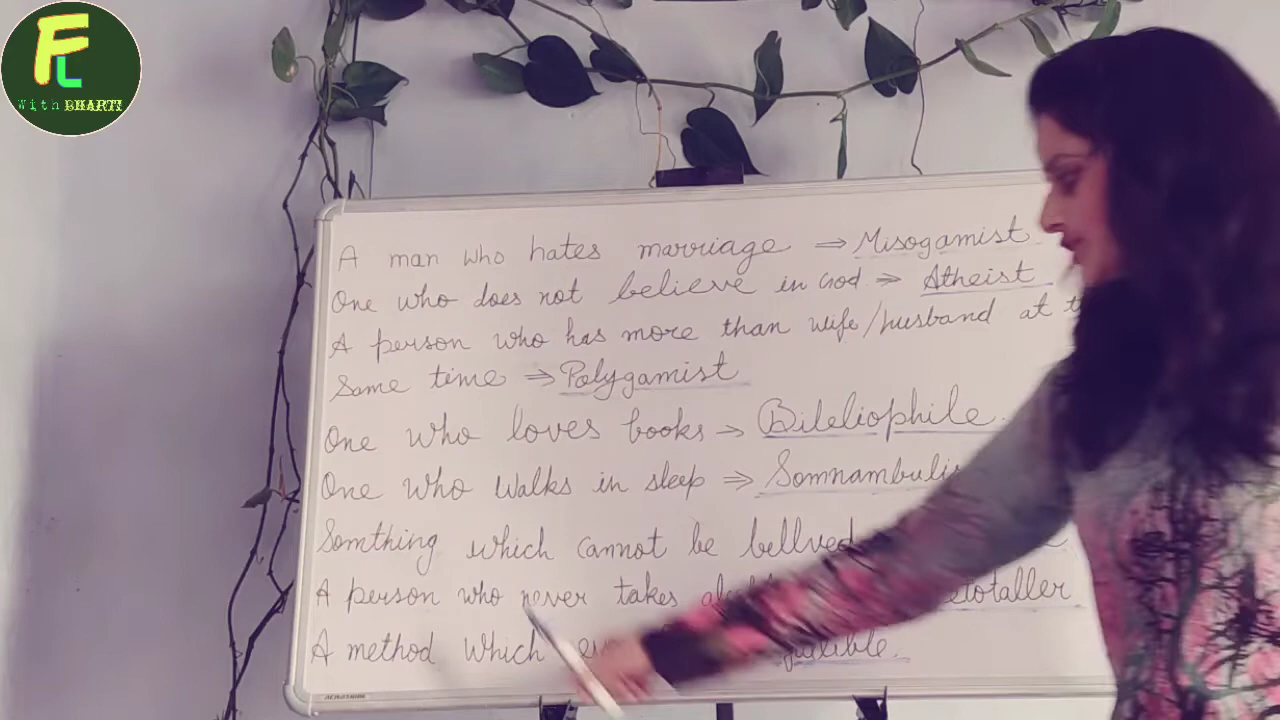 FL
With BHARTI
A man who hates marriage ⇒ Misogamist.
One who does not believe in God ⇒ Atheist
A person who has more than wife/husband at
Same time ⇒ Polygamist
One who loves books → Bileliophile.
One who walks in sleep ⇒
Somthing which cannot be bellved
A person who never takes
A method which